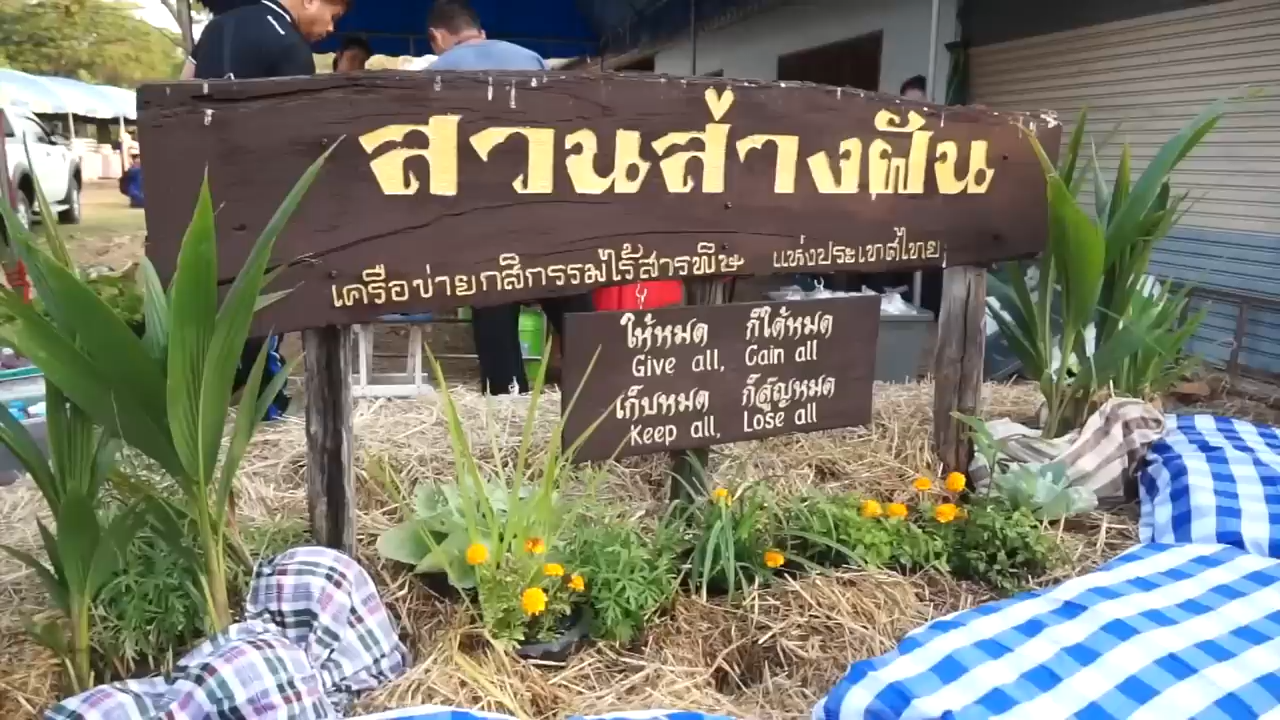 สวนล้างฝัน
เครือข่ายกสิกรรมไร้สารพิษ แห่งประเทศไทย
ให้หมด ก็ได้หมด
Give all, Gain all
เก็บหมด ก็สูญหมด
Keep all, Lose all